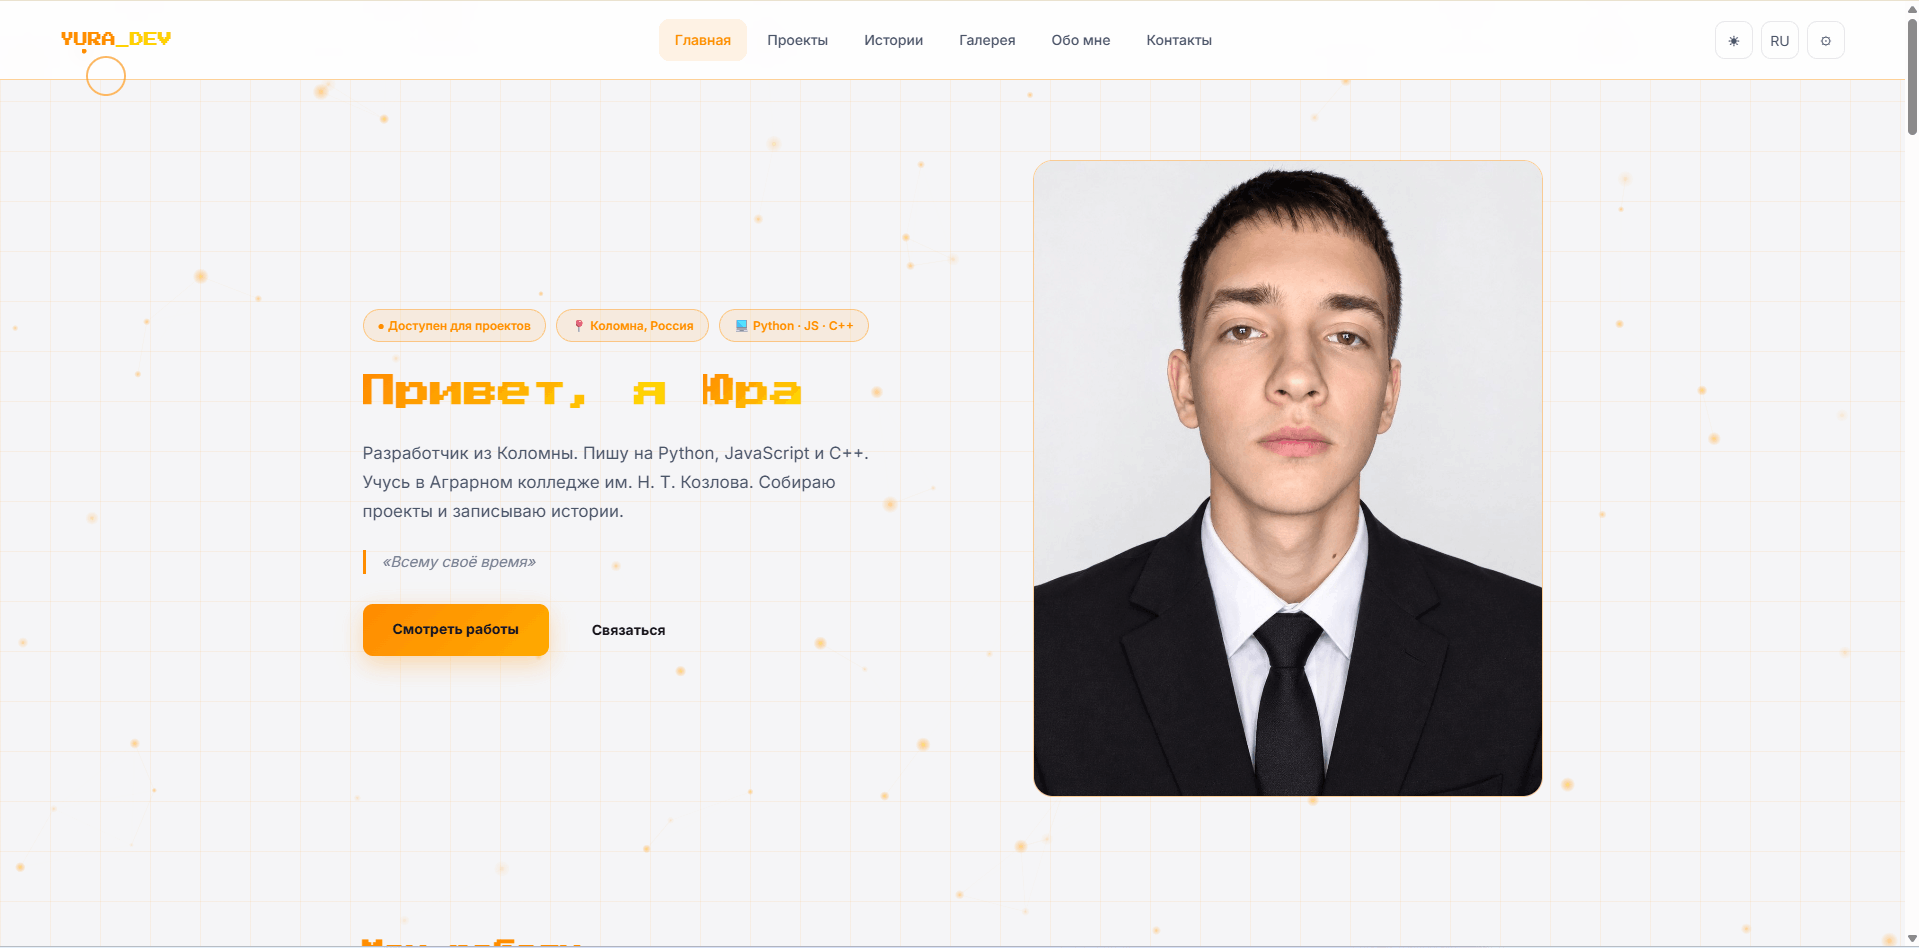 YURA_DEV
Главная
Проекты
Истории
Галерея
Обо мне
Контакты
RU
Доступен для проектов
Коломна, Россия
Python · JS · C++
Привет, я Юра
Разработчик из Коломны. Пишу на Python, JavaScript и C++.
Учусь в Аграрном колледже им. Н. Т. Козлова. Собираю
проекты и записываю истории.
«Всему своё время»
Смотреть работы
Связаться